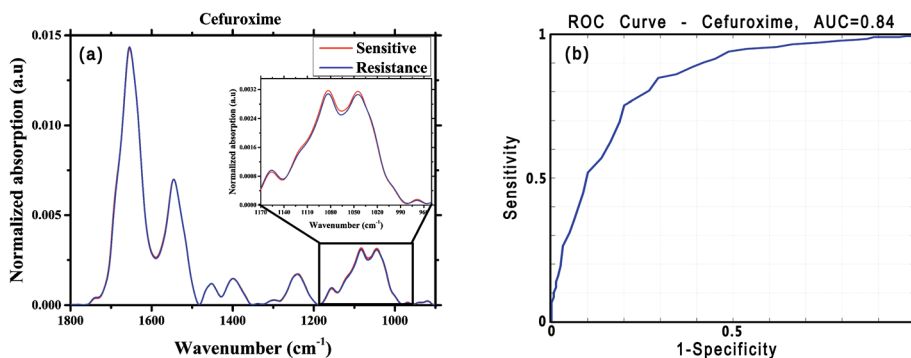 Cefuroxime
(a)
Sensitive
Resistance
Normalized absorption (a.u)
0.015
0.010
0.005
0.000
1800
1600
1400
1200
1000
Wavenumber (cm-1)
Normalized absorption (a.u)
0.0032
0.0024
0.0016
0.0008
0.0000
1170
1140
1110
1080
1050
1020
990
960
Wavenumber (cm-1)
ROC Curve - Cefuroxime, AUC=0.84
(b)
Sensitivity
1
0.5
0
0
0.5
1-Specificity